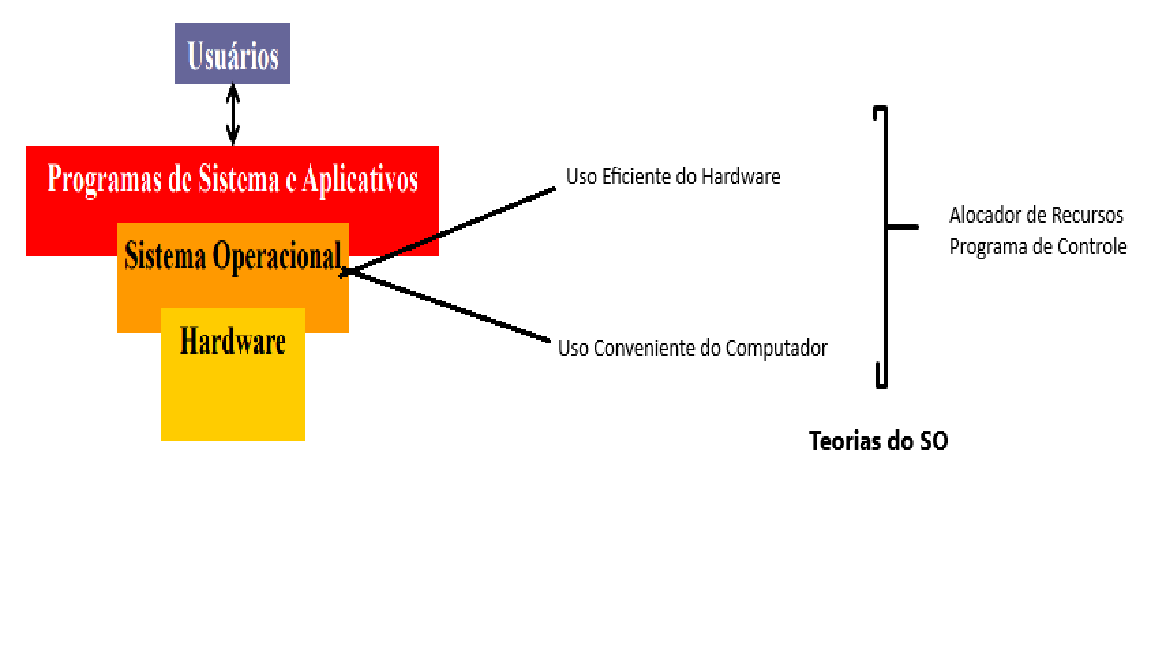 Usuários
Programas de Sistema e Aplicativos
Sistema Operacional
Hardware
Uso Eficiente do Hardware
Uso Conveniente do Computador
Alocador de Recursos
Programa de Controle
Teorias do SO